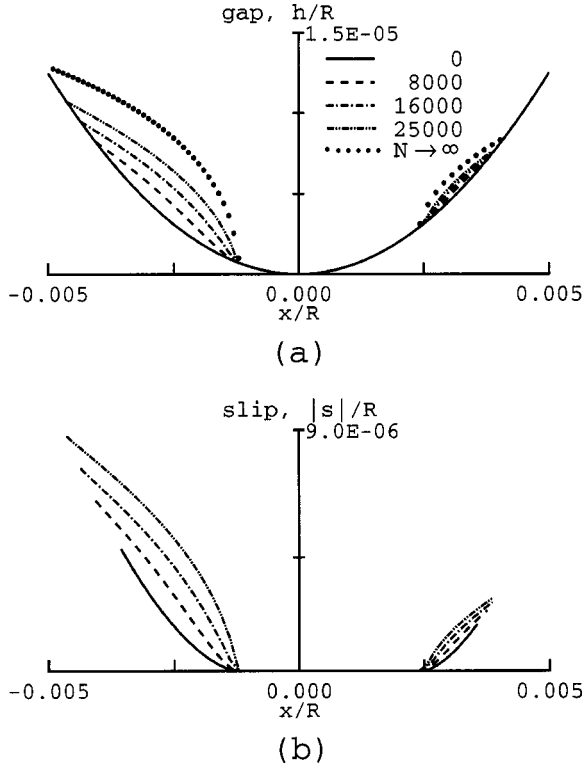 gap, h/R
1.5E-05
0
8000
16000
25000
N → ∞
-0.005 0.000 0.005
x/R
(a)
slip, |s|/R
9.0E-06
-0.005 0.000 0.005
x/R
(b)